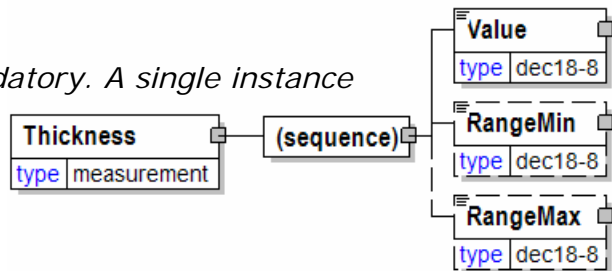 Value
type dec18-8
datory. A single instance
RangeMin
type dec18-8
Thickness
type measurement
(sequence)
RangeMax
type dec18-8